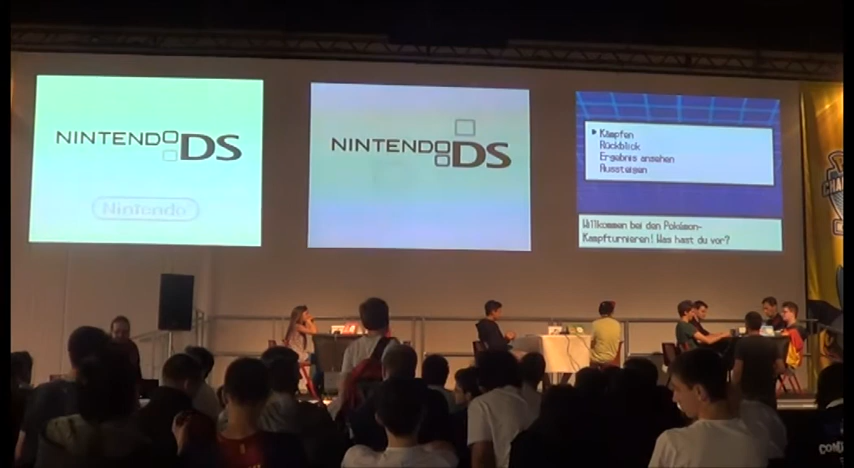 NINTENDO DS
Nintendo
NINTENDO DS
Kämpfen
Rückblick
Ergebnis ansehen
Aussteigen
Willkommen bei den Pokémon-
Kampfturnieren! Was hast du vor?